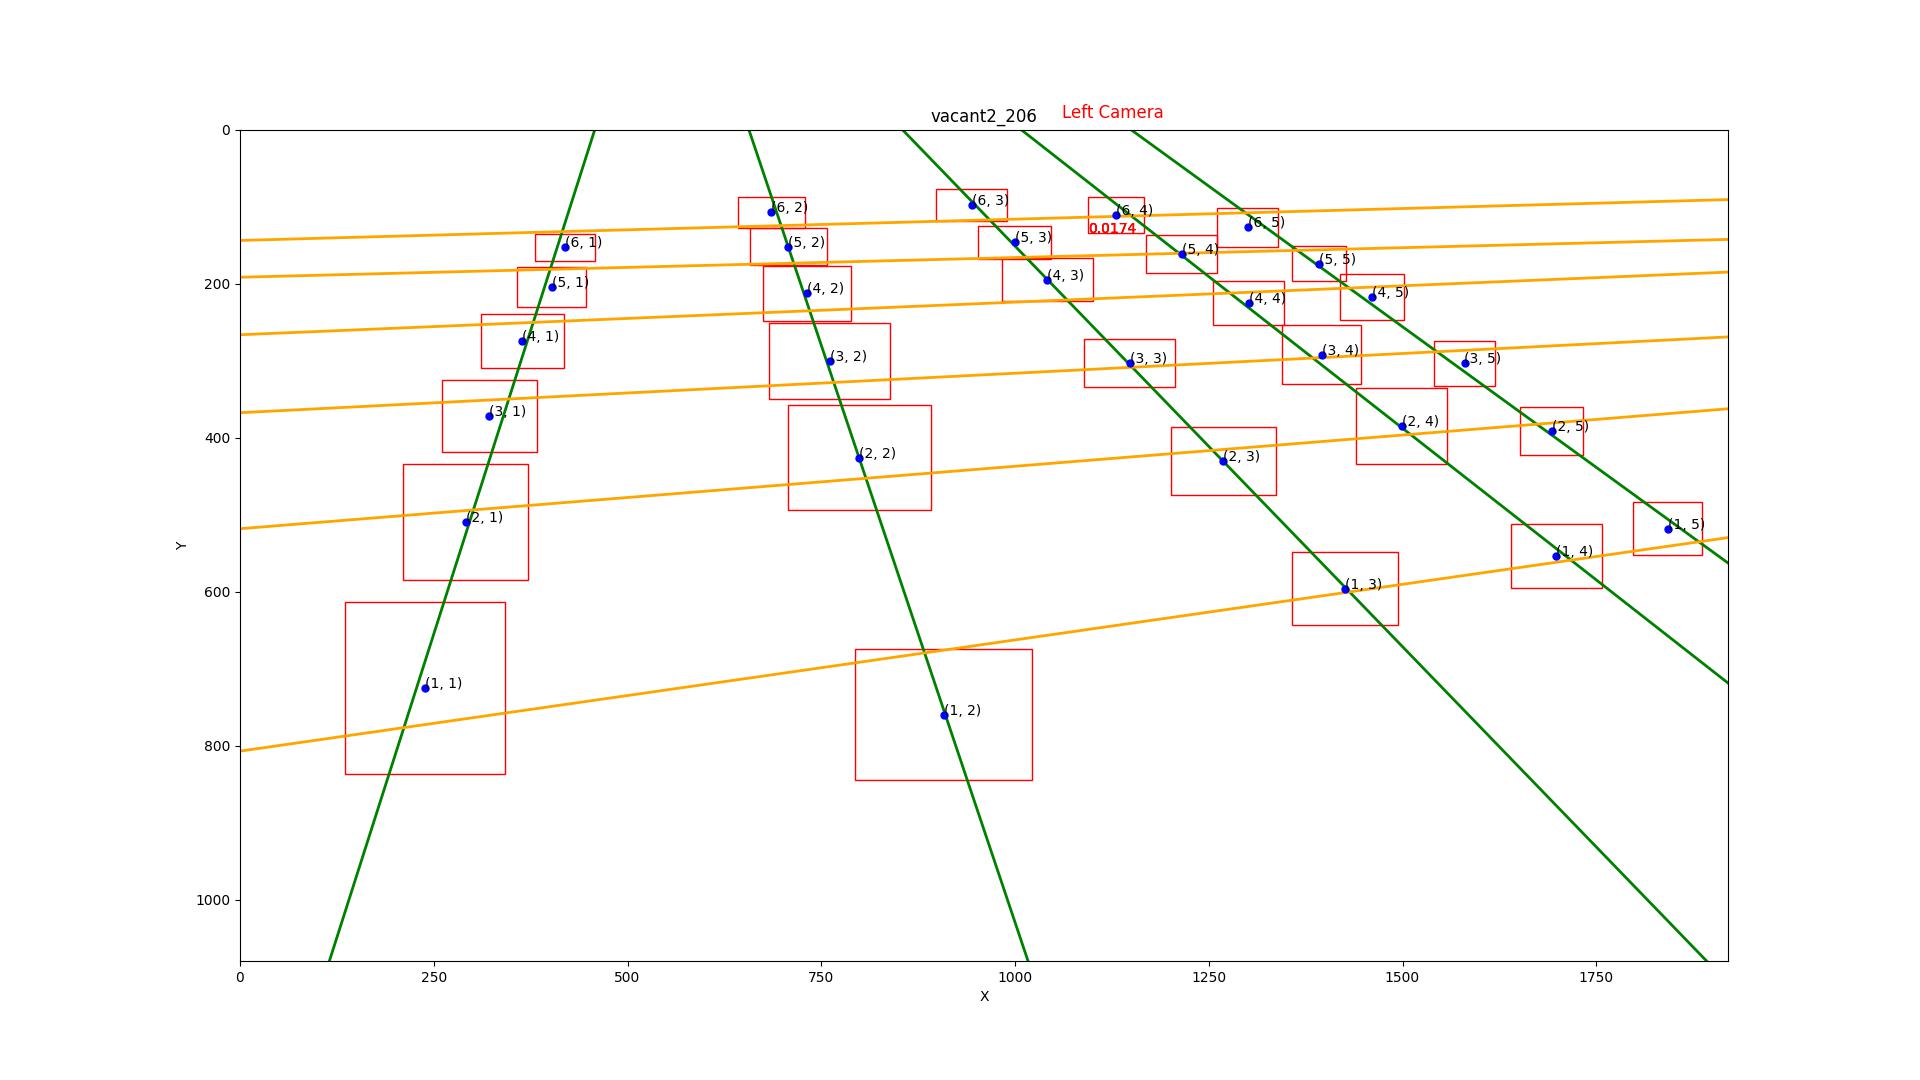 vacant2_206 Left Camera
0
(6, 3)
(6, 2) (6, 4)
(6, 5)
0.0174
(6, 1) (5, 2) (5, 3) (5, 4)
(5, 5)
200
(5, 1) (4, 2) (4, 3) (4, 4) (4, 5)
(4, 1) (3, 2) (3, 3) (3, 4) (3, 5)
400
(3, 1) (2, 2) (2, 3) (2, 4) (2, 5)
(2, 1) (1, 5)
Y
(1, 4)
600
(1, 3)
(1, 1) (1, 2)
800
1000
0 250 500 750 1000 1250 1500 1750
X